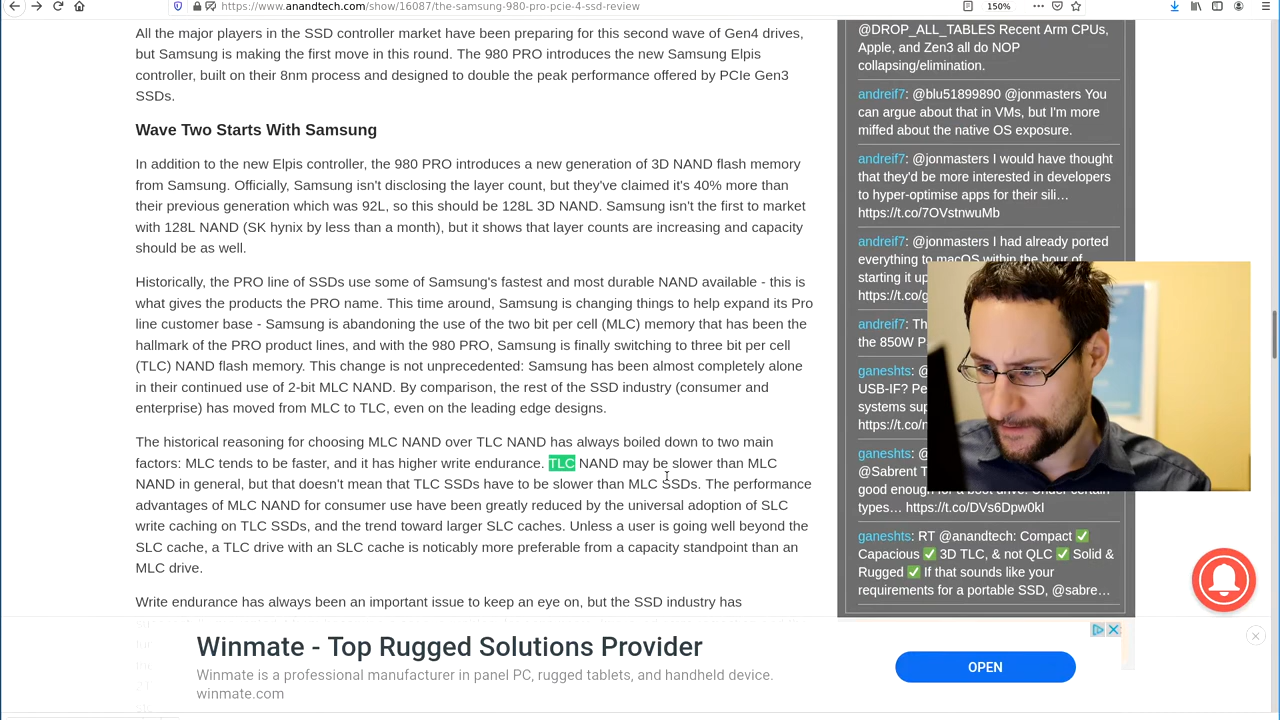 https://www.anandtech.com/show/16087/the-samsung-980-pro-pcie-4-ssd-review
150%
All the major players in the SSD controller market have been preparing for this second wave of Gen4 drives,
but Samsung is making the first move in this round. The 980 PRO introduces the new Samsung Elpis
controller, built on their 8nm process and designed to double the peak performance offered by PCIe Gen3
SSDs.
Wave Two Starts With Samsung
In addition to the new Elpis controller, the 980 PRO introduces a new generation of 3D NAND flash memory
from Samsung. Officially, Samsung isn't disclosing the layer count, but they've claimed it's 40% more than
their previous generation which was 92L, so this should be 128L 3D NAND. Samsung isn't the first to market
with 128L NAND (SK hynix by less than a month), but it shows that layer counts are increasing and capacity
should be as well.
Historically, the PRO line of SSDs use some of Samsung's fastest and most durable NAND available - this is
what gives the products the PRO name. This time around, Samsung is changing things to help expand its Pro
line customer base - Samsung is abandoning the use of the two bit per cell (MLC) memory that has been the
hallmark of the PRO product lines, and with the 980 PRO, Samsung is finally switching to three bit per cell
(TLC) NAND flash memory. This change is not unprecedented: Samsung has been almost completely alone
in their continued use of 2-bit MLC NAND. By comparison, the rest of the SSD industry (consumer and
enterprise) has moved from MLC to TLC, even on the leading edge designs.
The historical reasoning for choosing MLC NAND over TLC NAND has always boiled down to two main
factors: MLC tends to be faster, and it has higher write endurance. TLC NAND may be slower than MLC
NAND in general, but that doesn't mean that TLC SSDs have to be slower than MLC SSDs. The performance
advantages of MLC NAND for consumer use have been greatly reduced by the universal adoption of SLC
write caching on TLC SSDs, and the trend toward larger SLC caches. Unless a user is going well beyond the
SLC cache, a TLC drive with an SLC cache is noticably more preferable from a capacity standpoint than an
MLC drive.
Write endurance has always been an important issue to keep an eye on, but the SSD industry has
@DROP_ALL_TABLES Recent Arm CPUs,
Apple, and Zen3 all do NOP
collapsing/elimination.
andreif7: @blu51899890 @jonmasters You
can argue about that in VMs, but I'm more
miffed about the native OS exposure.
andreif7: @jonmasters I would have thought
that they'd be more interested in developers
to hyper-optimise apps for their sili…
https://t.co/7OVstnwuMb
andreif7: @jonmasters I had already ported
everything to macOS within the hour of
starting it up
https://t.co/
andreif7: Th
the 850W P
ganeshts: @
USB-IF? Pe
systems sup
https://t.co/
ganeshts: @
@Sabrent T
good enough for a boot drive. Under certain
types… https://t.co/DVs6Dpw0kI
ganeshts: RT @anandtech: Compact ✅
Capacious ✅ 3D TLC, & not QLC ✅ Solid &
Rugged ✅ If that sounds like your
requirements for a portable SSD, @sabre…
Winmate - Top Rugged Solutions Provider
Winmate is a professional manufacturer in panel PC, rugged tablets, and handheld device.
winmate.com
OPEN